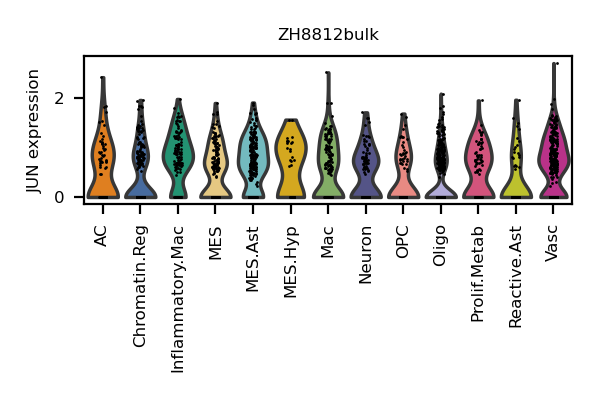 ZH8812bulk
JUN expression
2
0
AC
Chromatin.Reg
Inflammatory.Mac
MES
MES.Ast
MES.Hyp
Mac
Neuron
OPC
Oligo
Prolif.Metab
Reactive.Ast
Vasc